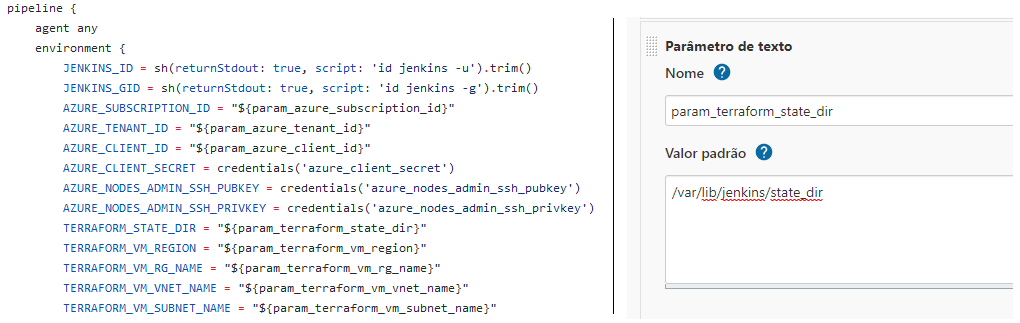 pipeline {
    agent any
    environment {
        JENKINS_ID = sh(returnStdout: true, script: 'id jenkins -u').trim()
        JENKINS_GID = sh(returnStdout: true, script: 'id jenkins -g').trim()
        AZURE_SUBSCRIPTION_ID = "${param_azure_subscription_id}"
        AZURE_TENANT_ID = "${param_azure_tenant_id}"
        AZURE_CLIENT_ID = "${param_azure_client_id}"
        AZURE_CLIENT_SECRET = credentials('azure_client_secret')
        AZURE_NODES_ADMIN_SSH_PUBKEY = credentials('azure_nodes_admin_ssh_pubkey')
        AZURE_NODES_ADMIN_SSH_PRIVKEY = credentials('azure_nodes_admin_ssh_privkey')
        TERRAFORM_STATE_DIR = "${param_terraform_state_dir}"
        TERRAFORM_VM_REGION = "${param_terraform_vm_region}"
        TERRAFORM_VM_RG_NAME = "${param_terraform_vm_rg_name}"
        TERRAFORM_VM_VNET_NAME = "${param_terraform_vm_vnet_name}"
        TERRAFORM_VM_SUBNET_NAME = "${param_terraform_vm_subnet_name}"
Parâmetro de texto
Nome ?
param_terraform_state_dir
Valor padrão ?
/var/lib/jenkins/state_dir